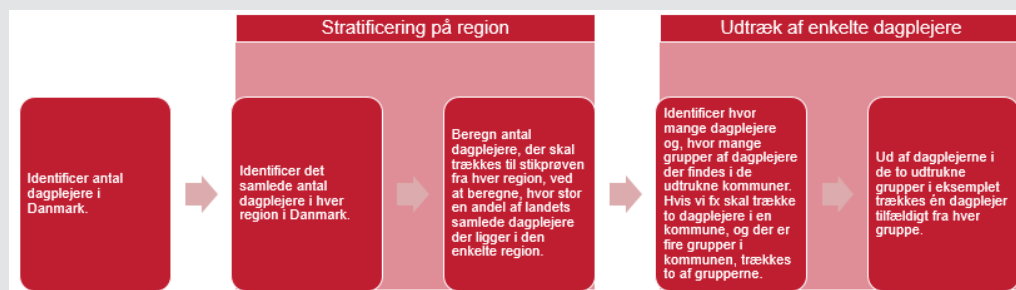 Stratificering på region
Udtræk af enkelte dagplejere
Identificer antal
dagplejere i
Danmark.
Identificer det
samlede antal
dagplejere i hver
region i Danmark.
Beregn antal
dagplejere, der skal
trækkes til stikprøven
fra hver region, ved
at beregne, hvor stor
en andel af landets
samlede dagplejere
der ligger i den
enkelte region.
Identificer hvor
mange dagplejere
og, hvor mange
grupper af dagplejere
der findes i de
udtrukne kommuner.
Hvis vi fx skal trække
to dagplejere i en
kommune, og der er
fire grupper i
kommunen, trækkes
to af grupperne.
Ud af dagplejerne i
de to udtrukne
grupper i eksemplet
trækkes én dagplejer
tilfældigt fra hver
gruppe.